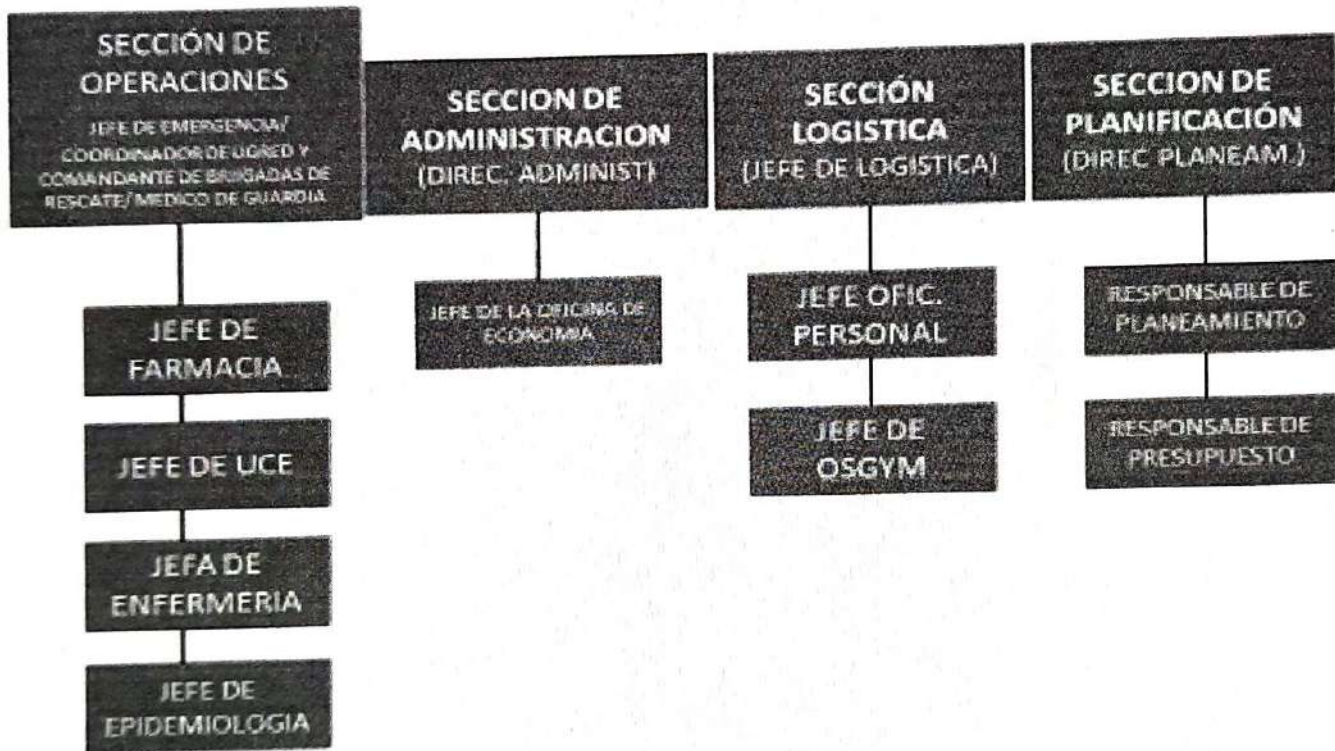 SECCIÓN DE
OPERACIONES
JEFE DE EMERGENCIA/
COORDINADOR DE UGRED Y
COMANDANTE DE BRIGADAS DE
RESCATE/ MEDICO DE GUARDIA
JEFE DE
FARMACIA
JEFE DE UCE
JEFA DE
ENFERMERIA
JEFE DE
EPIDEMIOLOGIA
SECCION DE
ADMINISTRACION
(DIREC. ADMINIST)
JEFE DE LA OFICINA DE
ECONOMIA
SECCIÓN
LOGISTICA
(JEFE DE LOGÍSTICA)
JEFE OFIC.
PERSONAL
JEFE DE
OSGYM
SECCIÓN DE
PLANIFICACIÓN
(DIREC PLANEAM.)
RESPONSABLE DE
PLANEAMIENTO
RESPONSABLE DE
PRESUPUESTO